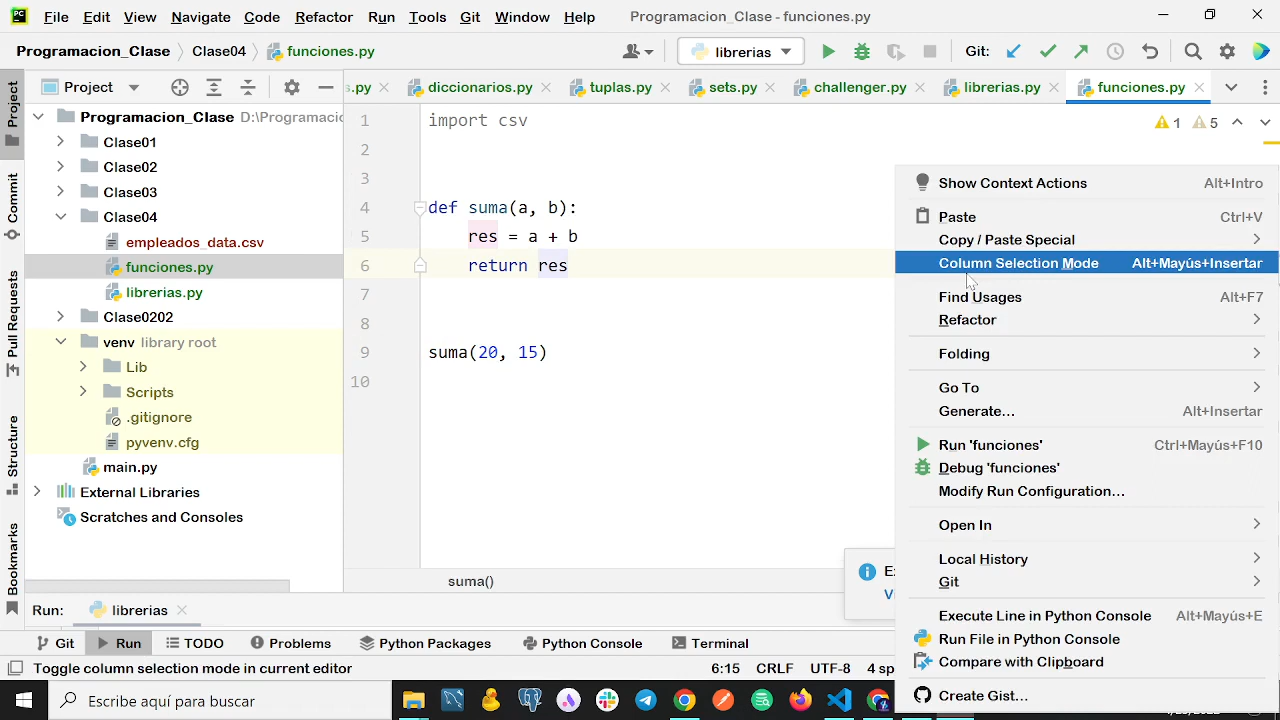 PC File Edit View Navigate Code Refactor Run Tools Git Window Help Programacion_Clase - funciones.py
Programacion_Clase Clase04 funciones.py librerias Git:
Project s.py diccionarios.py tuplas.py sets.py challenger.py librerias.py funciones.py
Project
Commit
Pull Requests
Structure
Bookmarks
Programacion_Clase D:\Programaci
Clase01
Clase02
Clase03
Clase04
empleados_data.csv
funciones.py
librerias.py
Clase0202
venv library root
Lib
Scripts
.gitignore
pyvenv.cfg
main.py
External Libraries
Scratches and Consoles
1 import csv
2
3
4 def suma(a, b):
5 res = a + b
6 return res
7
8
9 suma(20, 15)
10
1 5
suma()
Show Context Actions Alt+Intro
Paste Ctrl+V
Copy / Paste Special
Column Selection Mode Alt+Mayús+Insertar
Find Usages Alt+F7
Refactor
Folding
Go To
Generate... Alt+Insertar
Run 'funciones' Ctrl+Mayús+F10
Debug 'funciones'
Modify Run Configuration...
Open In
Local History
Git
Execute Line in Python Console Alt+Mayús+E
Run File in Python Console
Compare with Clipboard
Create Gist...
Run: librerias
Git Run TODO Problems Python Packages Python Console Terminal
Toggle column selection mode in current editor 6:15 CRLF UTF-8 4 sp
Escribe aquí para buscar